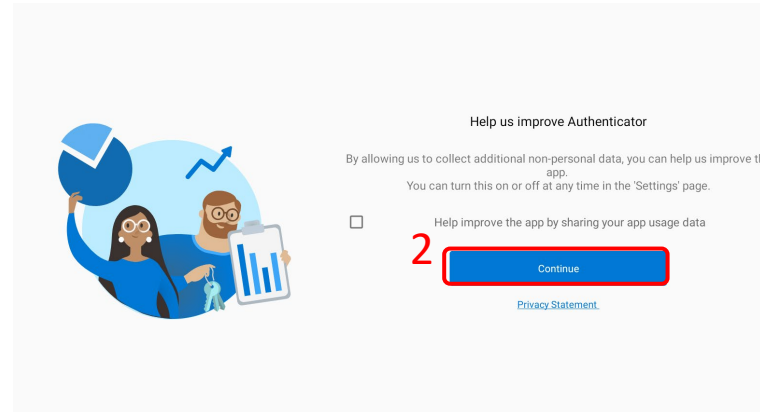 Help us improve Authenticator
By allowing us to collect additional non-personal data, you can help us improve
app.
You can turn this on or off at any time in the 'Settings' page.
Help improve the app by sharing your app usage data
2
Continue
Privacy Statement